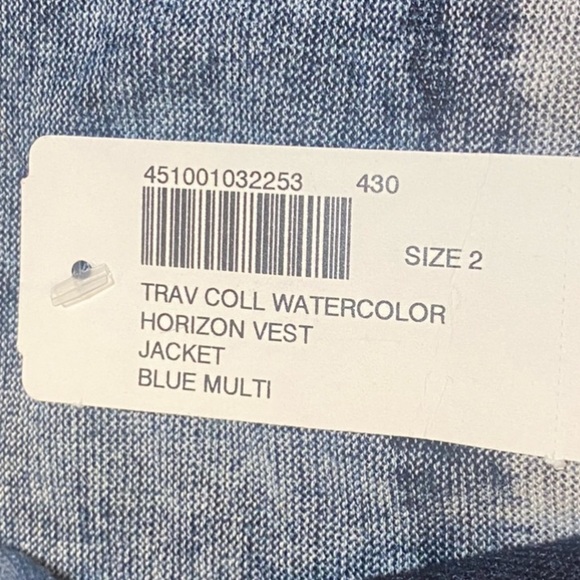 451001032253 430
SIZE 2
TRAV COLL WATERCOLOR
HORIZON VEST
JACKET
BLUE MULTI